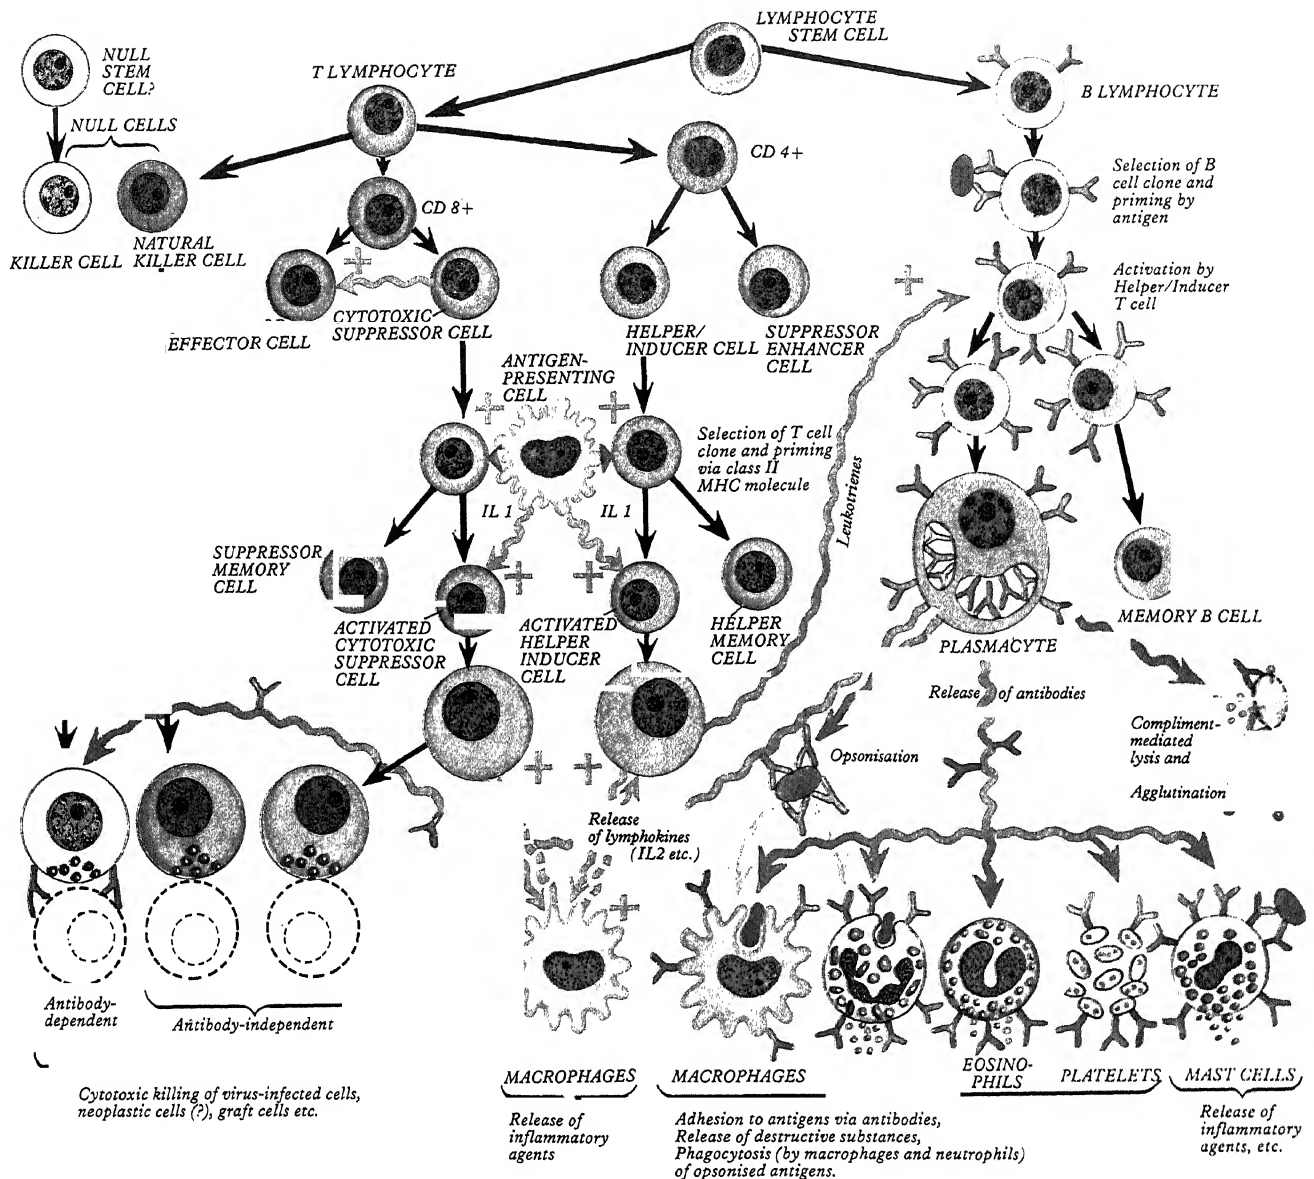 LYMPHOCYTE
STEM CELL
NULL
STEM
CELL?
T LYMPHOCYTE
B LYMPHOCYTE
NULL CELLS
CD 4+
Selection of B
cell clone and
priming by
antigen
CD 8+
KILLER CELL
NATURAL
KILLER CELL
Activation by
Helper/Inducer
T cell
EFFECTOR CELL
CYTOTOXIC
SUPPRESSOR CELL
HELPER/
INDUCER CELL
SUPPRESSOR
ENHANCER
CELL
ANTIGEN-
PRESENTING
CELL
Selection of T cell
clone and priming
via class II
MHC molecule
Leukotrienes
IL 1
IL 1
SUPPRESSOR
MEMORY
CELL
ACTIVATED
CYTOTOXIC
SUPPRESSOR
CELL
ACTIVATED
HELPER
INDUCER
CELL
HELPER
MEMORY
CELL
PLASMACYTE
MEMORY B CELL
Release of antibodies
Compliment-
mediated
lysis and
Agglutination
Opsonisation
Release
of lymphokines
(IL2 etc.)
Antibody-
dependent
Antibody-independent
Cytotoxic killing of virus-infected cells,
neoplastic cells (?), graft cells etc.
MACROPHAGES
Release of
inflammatory
agents
MACROPHAGES
EOSINO-
PHILS
PLATELETS
MAST CELLS
Adhesion to antigens via antibodies,
Release of destructive substances,
Phagocytosis (by macrophages and neutrophils)
of opsonised antigens.
Release of
inflammatory
agents, etc.